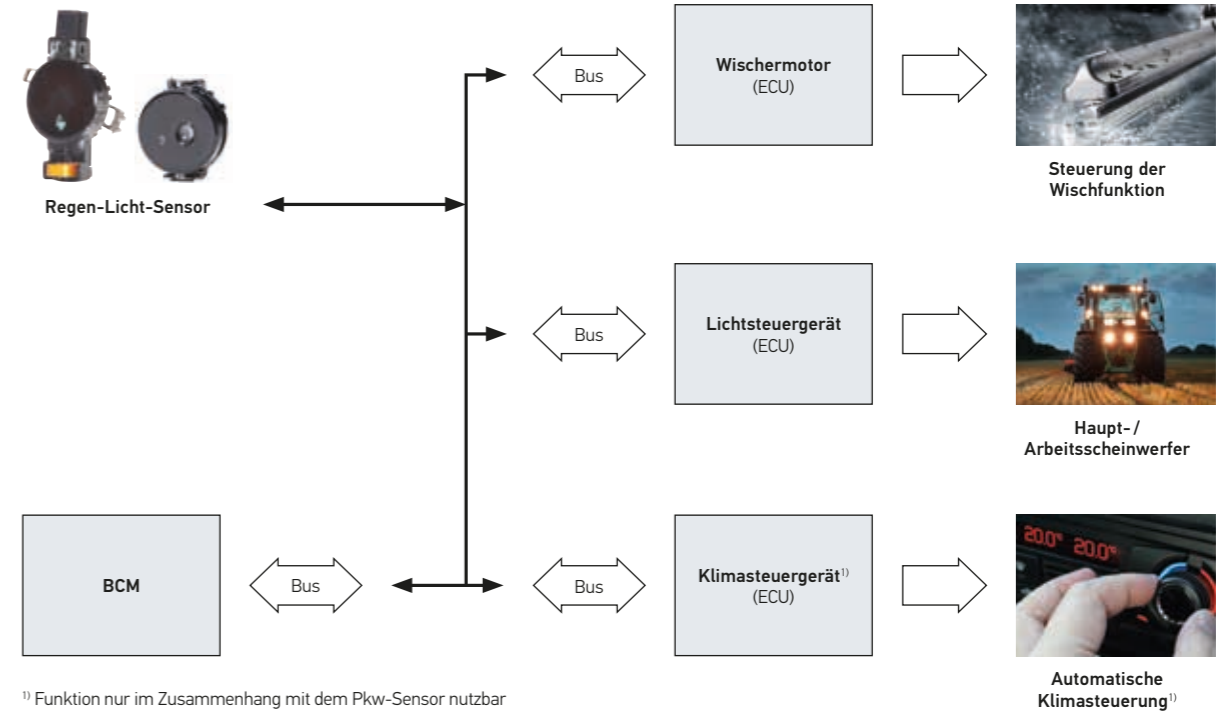 Bus
Wischermotor
(ECU)
Steuerung der
Wischfunktion
Regen-Licht-Sensor
Bus
Lichtsteuergerät
(ECU)
Haupt- /
Arbeitsscheinwerfer
BCM
Bus
Bus
Klimasteuergerät¹⁾
(ECU)
20.0° 20.0°
Automatische
Klimasteuerung¹⁾
¹⁾ Funktion nur im Zusammenhang mit dem Pkw-Sensor nutzbar